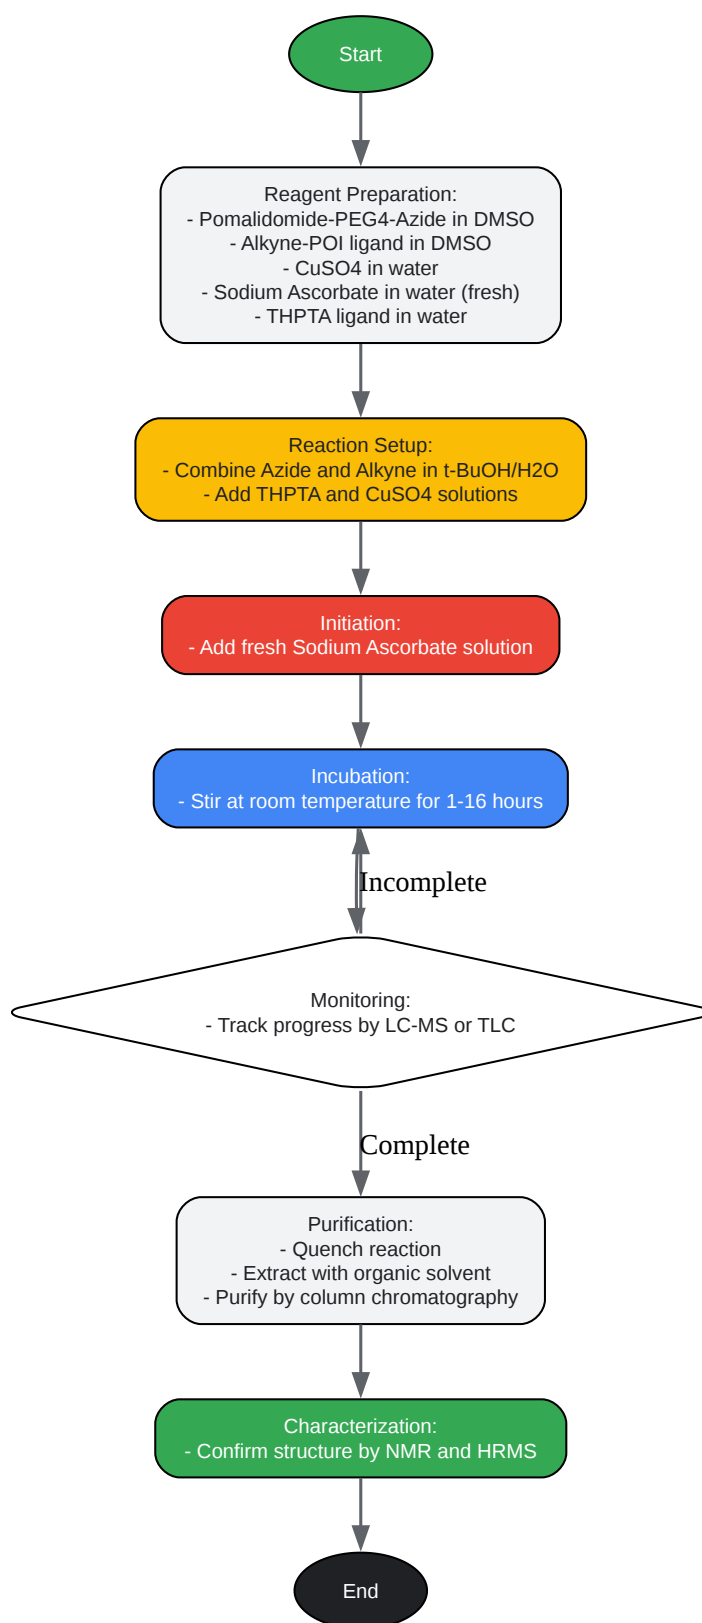 Start
Reagent Preparation:
- Pomalidomide-PEG4-Azide in DMSO
- Alkyne-POI ligand in DMSO
- CuSO4 in water
- Sodium Ascorbate in water (fresh)
- THPTA ligand in water
Reaction Setup:
- Combine Azide and Alkyne in t-BuOH/H2O
- Add THPTA and CuSO4 solutions
Initiation:
- Add fresh Sodium Ascorbate solution
Incubation:
- Stir at room temperature for 1-16 hours
Incomplete
Monitoring:
- Track progress by LC-MS or TLC
Complete
Purification:
- Quench reaction
- Extract with organic solvent
- Purify by column chromatography
Characterization:
- Confirm structure by NMR and HRMS
End